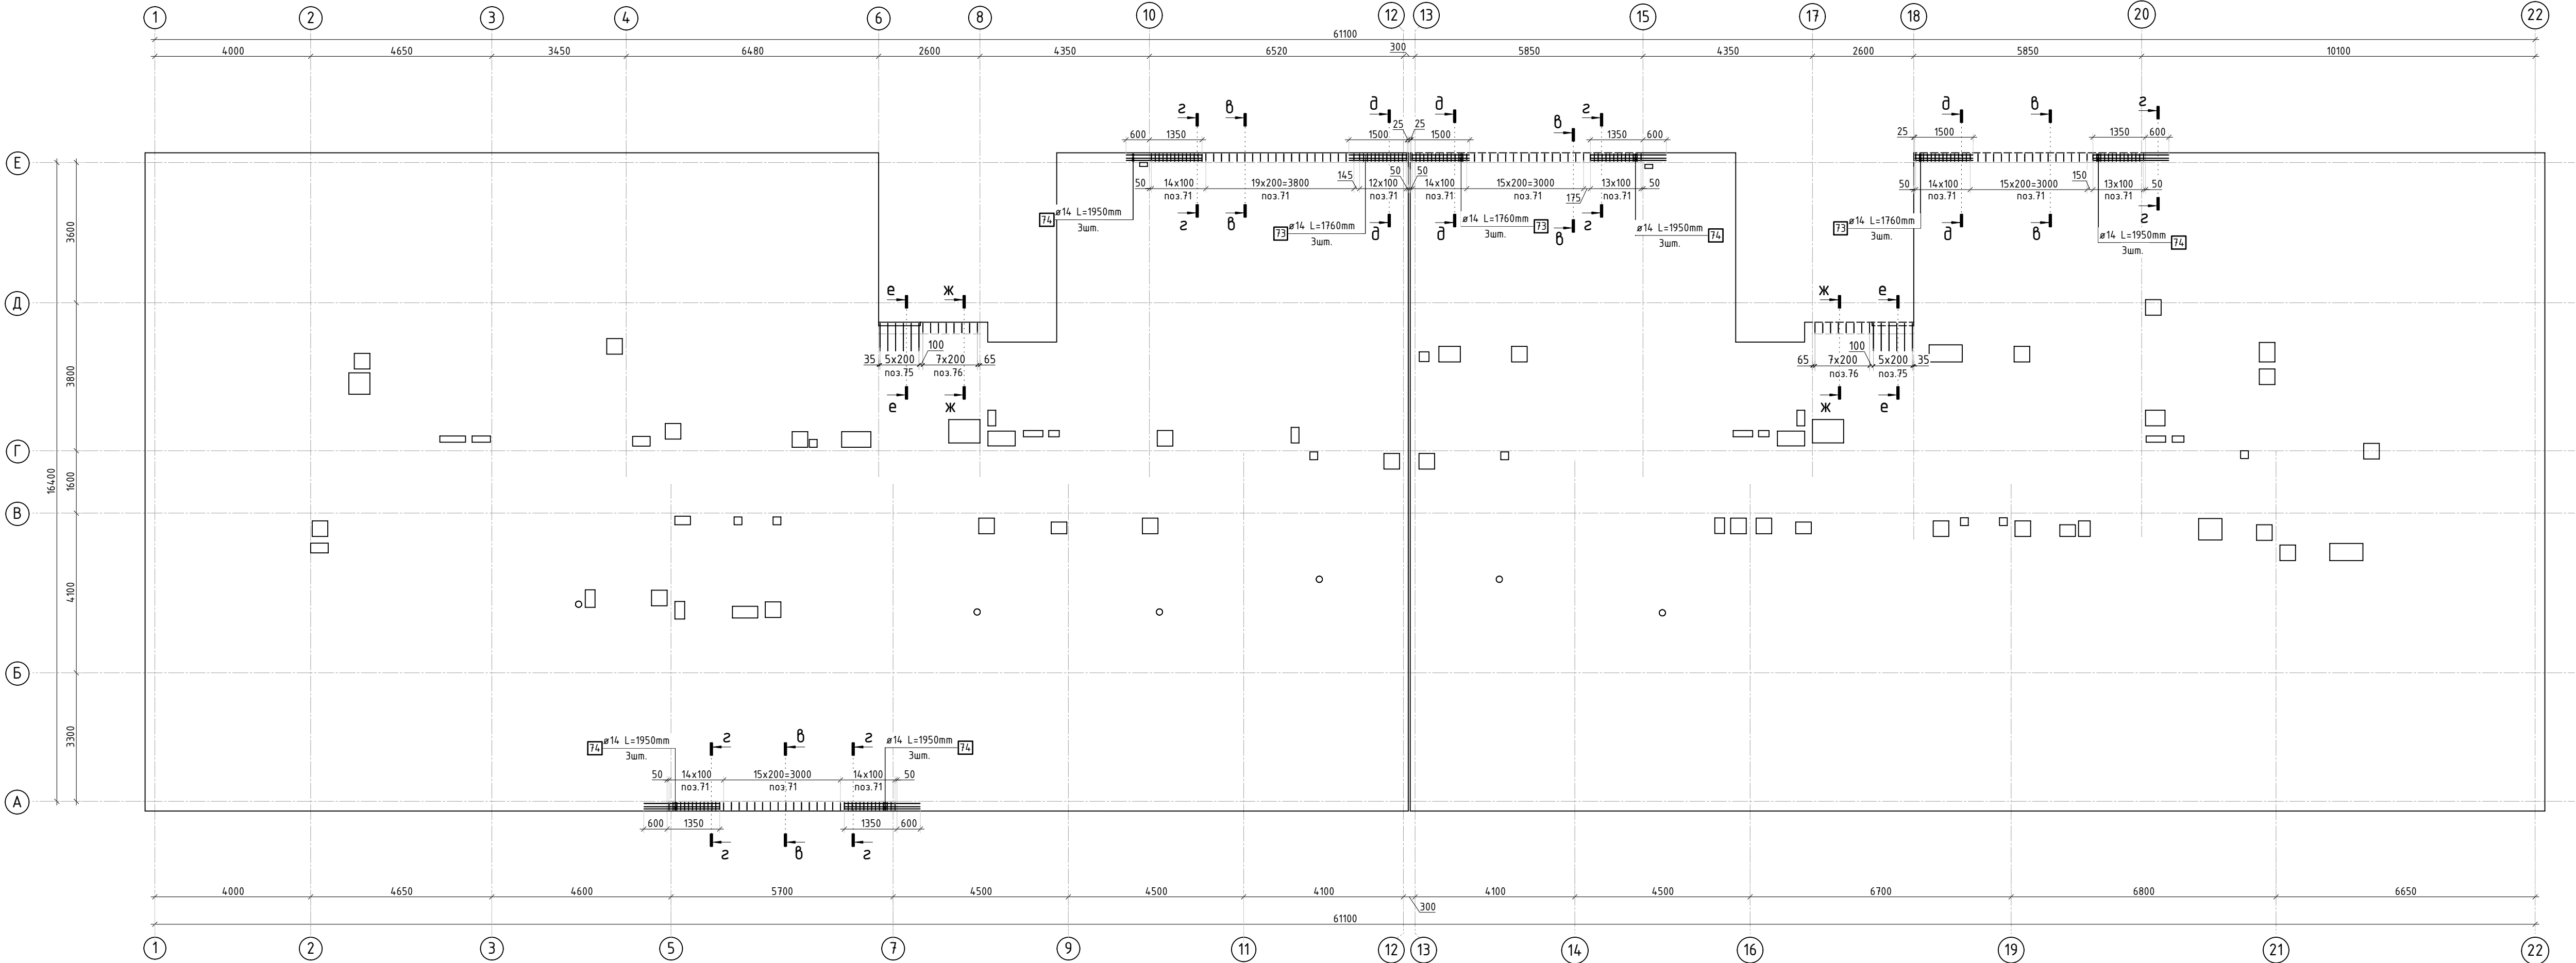 1 2 3 4 6 8 10 12 13 15 17 18 20 22
61100
4000 4650 3450 6480 2600 4350 6520 300 5850 4350 2600 5850 10100
г в д д в г д в г
600 1350 1500 25 25 1500 1350 600 25 1500 1350 600
Е
50 14x100 19x200=3800 145 12x100 50 50 14x100 15x200=3000 175 13x100 50 50 14x100 15x200=3000 150 13x100 50
поз.71 поз.71 поз.71 поз.71 поз.71 поз.71 поз.71 поз.71 поз.71
74 ø14 L=1950mm
г в д д в г д в г
73 ø14 L=1760mm
3шт.
ø14 L=1760mm 73
3шт.
ø14 L=1950mm 74
3шт.
73 ø14 L=1760mm
3шт.
ø14 L=1950mm 74
3шт.
3шт.
3600
Д
е ж ж е
35 5x200 100 7x200 65 65 7x200 100 5x200 35
поз.75 поз.76 поз.76 поз.75
е ж ж е
3800
Г
16400 1600
В
4100
Б
3300
74 ø14 L=1950mm
3шт.
г в г
ø14 L=1950mm 74
3шт.
50 14x100 15x200=3000 14x100 50
поз.71 поз.71 поз.71
А
600 1350 1350 600
г в г
4000 4650 4600 5700 4500 4500 4100 4100 4500 6700 6800 6650
300
61100
1 2 3 5 7 9 11 12 13 14 16 19 21 22